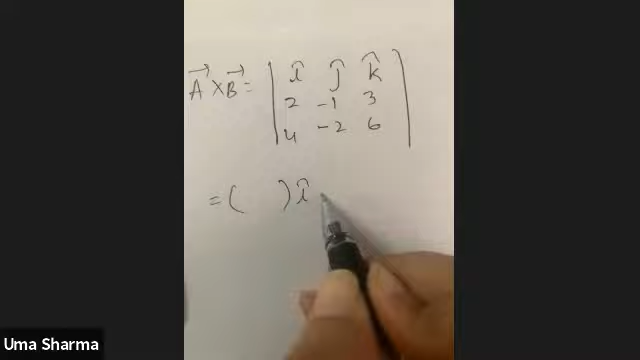 A⃗ × B⃗ = | î ĵ k̂ |
2 -1 3
4 -2 6
= ( ) î
Uma Sharma